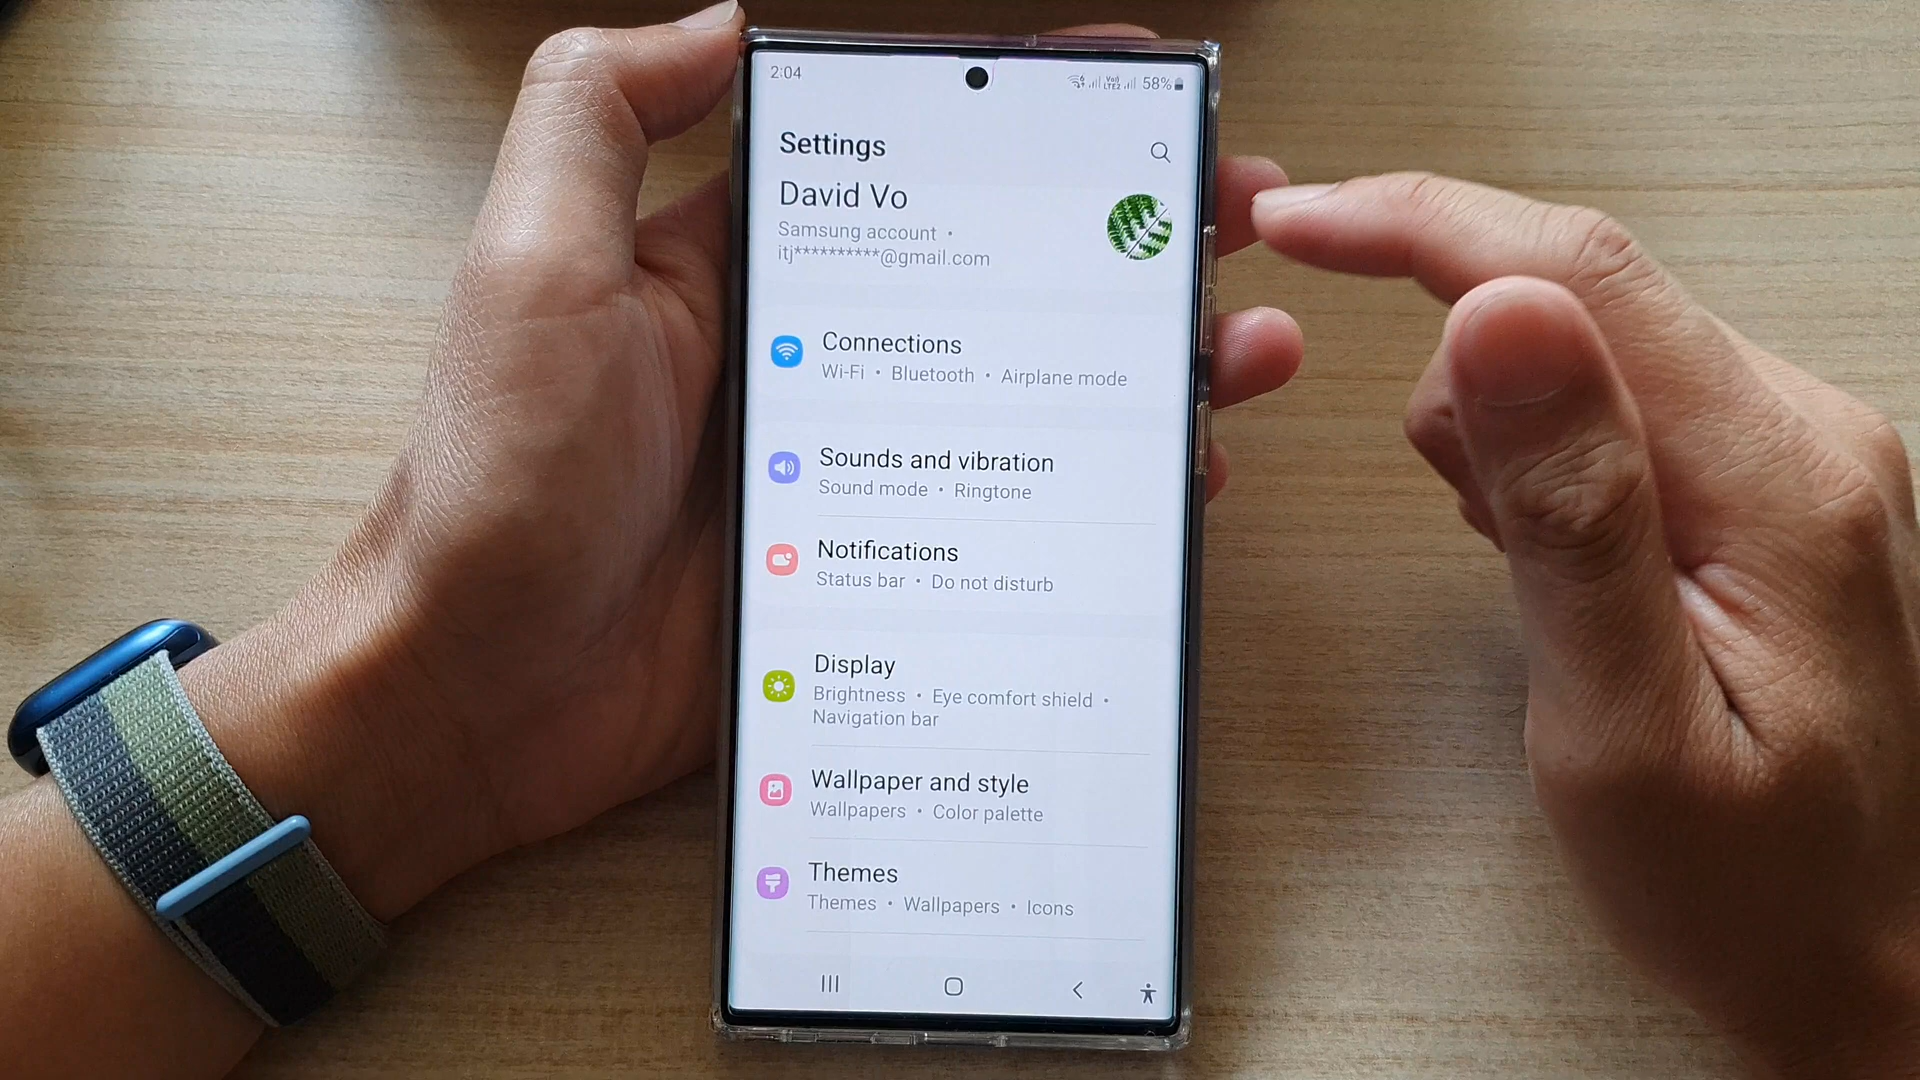 2:04
58%
Settings
David Vo
Samsung account •
itj**********@gmail.com
Connections
Wi-Fi • Bluetooth • Airplane mode
Sounds and vibration
Sound mode • Ringtone
Notifications
Status bar • Do not disturb
Display
Brightness • Eye comfort shield •
Navigation bar
Wallpaper and style
Wallpapers • Color palette
Themes
Themes • Wallpapers • Icons